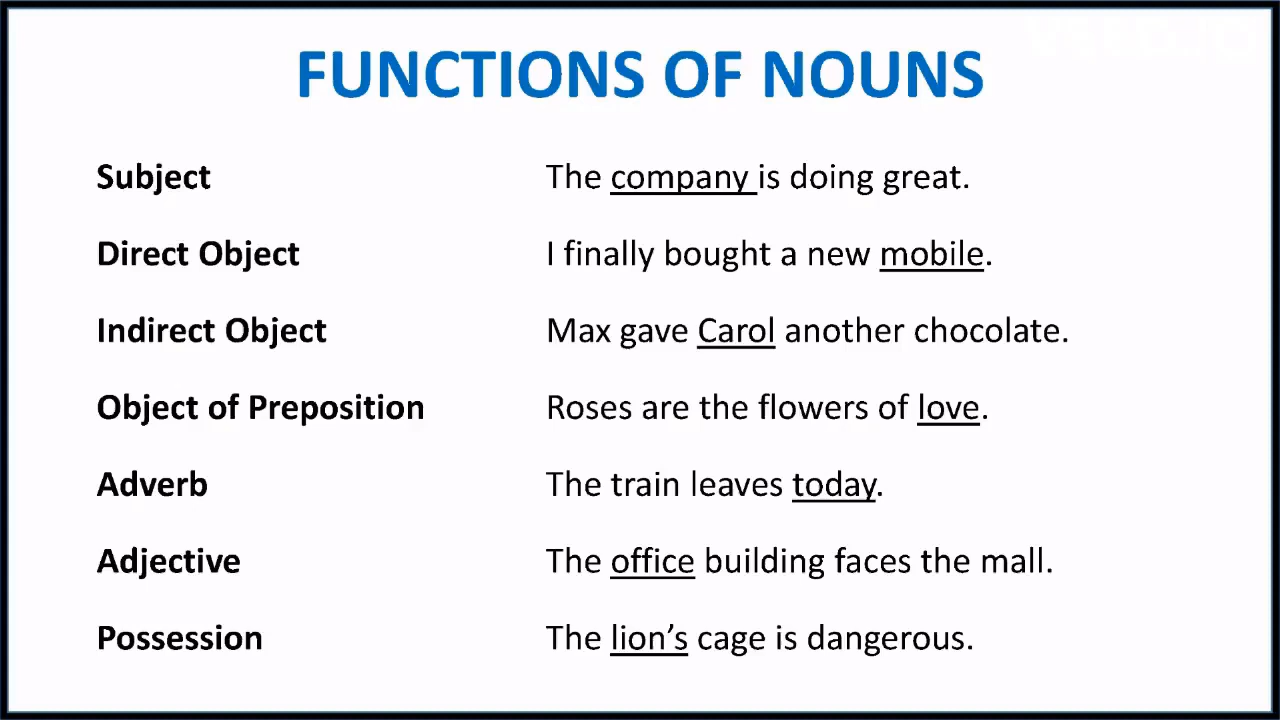 FUNCTIONS OF NOUNS
Subject The company is doing great.
Direct Object I finally bought a new mobile.
Indirect Object Max gave Carol another chocolate.
Object of Preposition Roses are the flowers of love.
Adverb The train leaves today.
Adjective The office building faces the mall.
Possession The lion’s cage is dangerous.